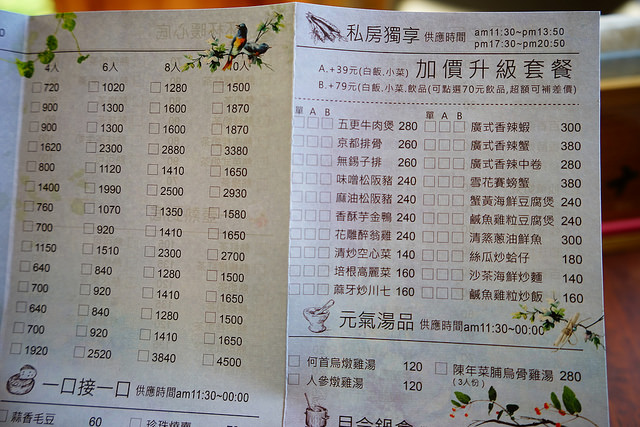 4人 6人 8人 10人
720 1020 1280 1500
900 1300 1600 1870
900 1300 1600 1870
1620 2300 2880 3380
800 1120 1410 1650
1400 1990 2500 2930
760 1070 1350 1580
700 920 1410 1650
1150 1510 2300 2700
640 840 1280 1500
700 920 1410 1650
640 840 1280 1500
700 920 1410 1650
1920 2520 3840 4500
一口接一口 供應時間am11:30~00:00
蒜香毛豆 60
私房獨享 供應時間 am11:30~pm13:50
pm17:30~pm20:50
A.+39元(白飯.小菜) 加價升級套餐
B.+79元(白飯.小菜.飲品(可點選70元飲品,超額可補差價)
單 A B 單 A B
五更牛肉煲 280 廣式香辣蝦 300
京都排骨 260 廣式香辣蟹 380
無錫子排 260 廣式香辣中卷 280
味噌松阪豬 240 雪花賽螃蟹 380
麻油松阪豬 240 蟹黃海鮮豆腐煲 240
香酥芋金鴨 240 鹹魚雞粒豆腐煲 240
花雕醉翁雞 240 清蒸蔥油鮮魚 300
清炒空心菜 140 絲瓜炒蛤仔 180
培根高麗菜 160 沙茶海鮮炒麵 140
蔬牙炒川七 160 鹹魚雞粒炒飯 160
元氣湯品 供應時間am11:30~00:00
何首烏燉雞湯 120 陳年菜脯烏骨雞湯 280
人參燉雞湯 120 (3人份)